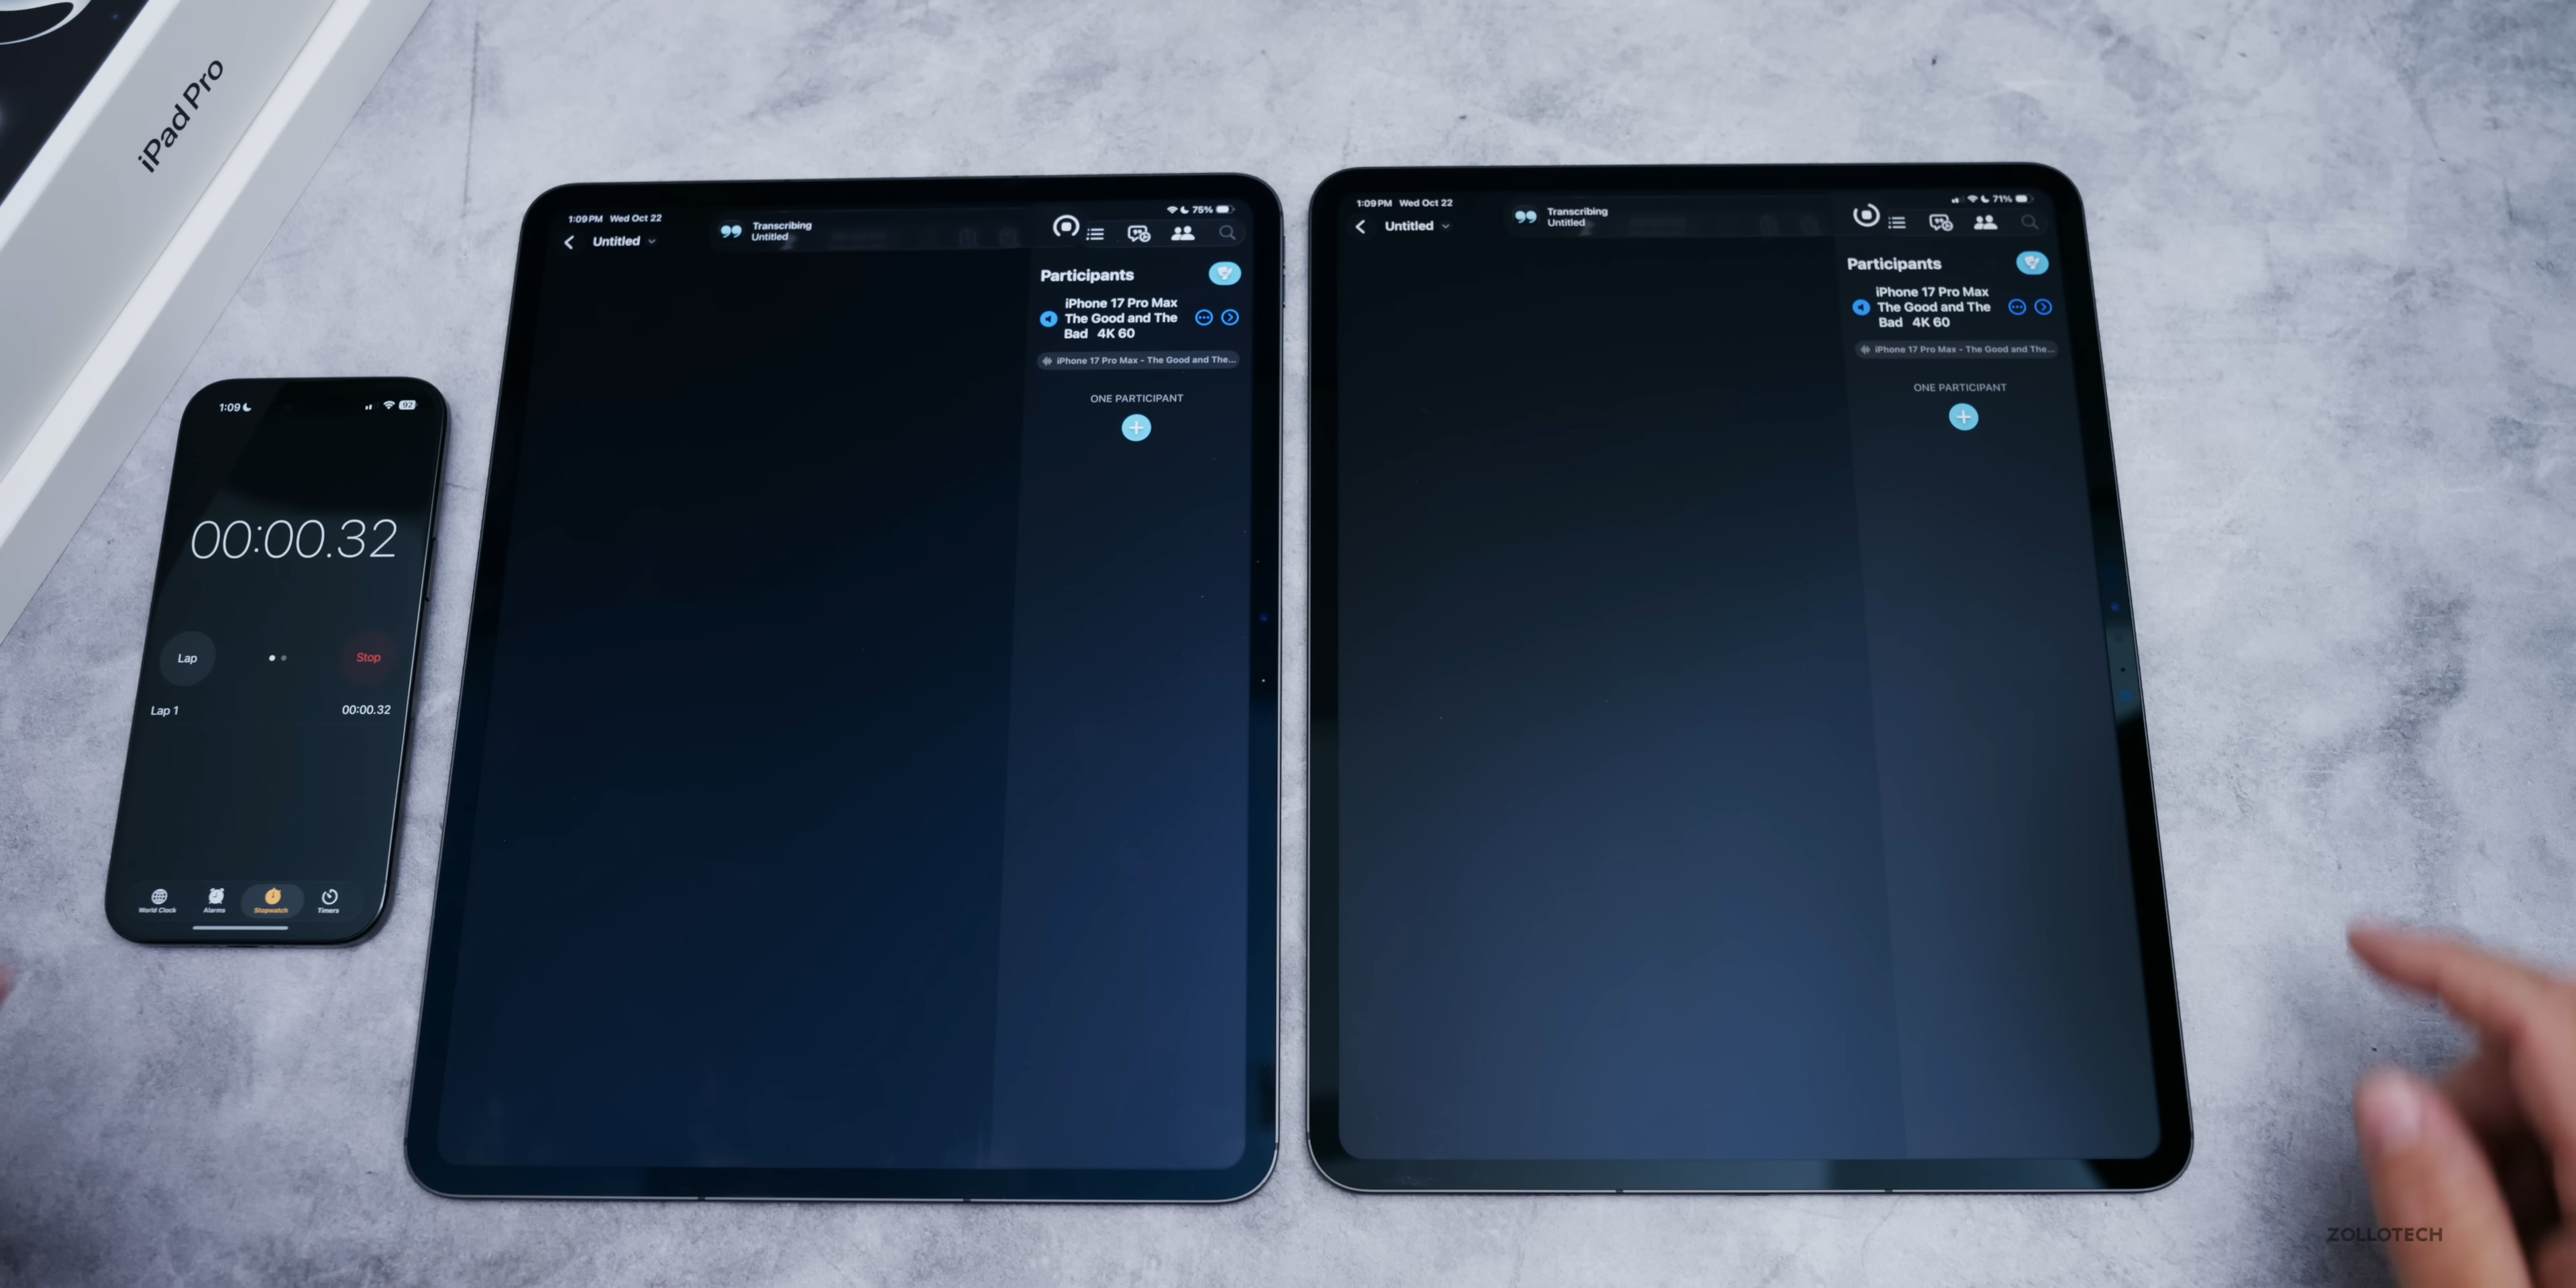 iPad Pro
1:09
92
00:00.32
Lap
Stop
Lap 1
00:00.32
World Clock
Alarms
Stopwatch
Timers
1:09 PM Wed Oct 22
75%
Untitled
Transcribing
Untitled
Participants
iPhone 17 Pro Max
The Good and The
Bad 4K 60
iPhone 17 Pro Max - The Good and The...
ONE PARTICIPANT
1:09 PM Wed Oct 22
71%
Untitled
Transcribing
Untitled
Participants
iPhone 17 Pro Max
The Good and The
Bad 4K 60
iPhone 17 Pro Max - The Good and The...
ONE PARTICIPANT
ZOLLOTECH